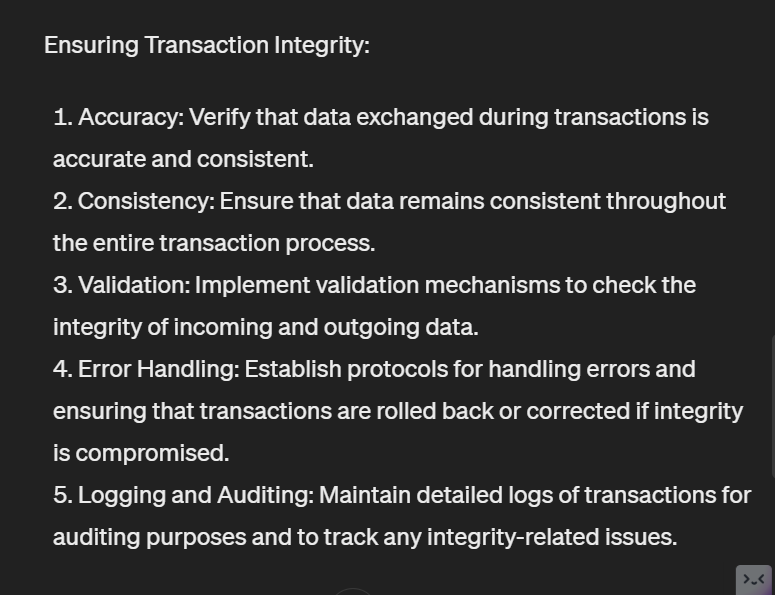 Ensuring Transaction Integrity:
1. Accuracy: Verify that data exchanged during transactions is
accurate and consistent.
2. Consistency: Ensure that data remains consistent throughout
the entire transaction process.
3. Validation: Implement validation mechanisms to check the
integrity of incoming and outgoing data.
4. Error Handling: Establish protocols for handling errors and
ensuring that transactions are rolled back or corrected if integrity
is compromised.
5. Logging and Auditing: Maintain detailed logs of transactions for
auditing purposes and to track any integrity-related issues.